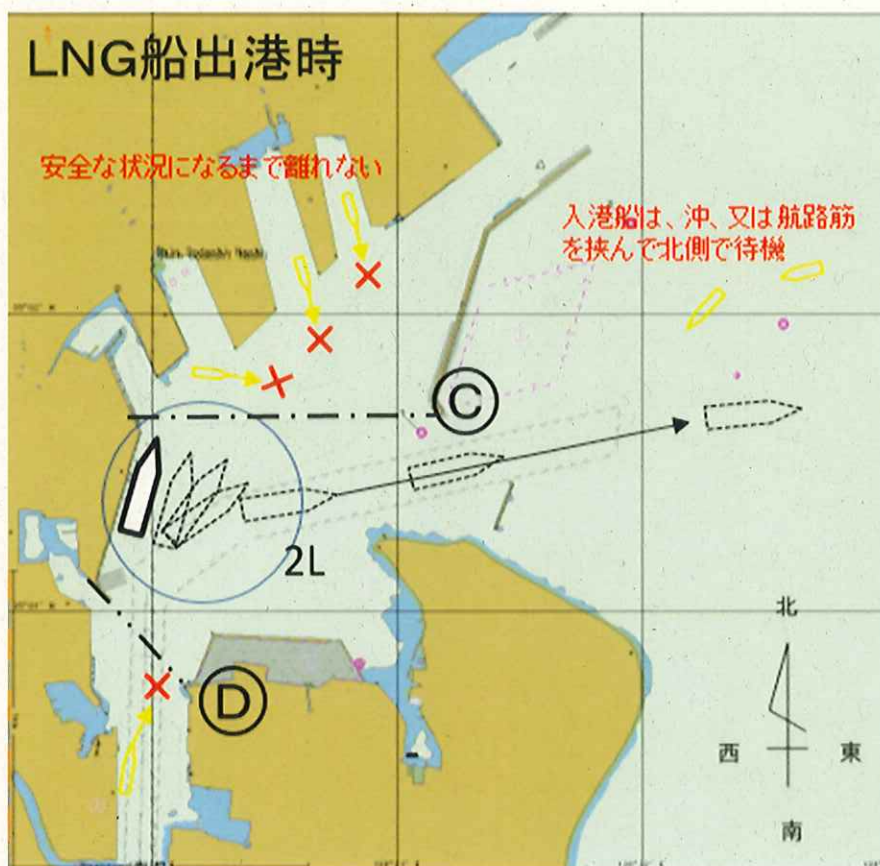 LNG船出港時
安全な状況になるまで離れない
入港船は、沖、又は航路筋
を挟んで北側で待機
C
2L
D
北
西
東
南